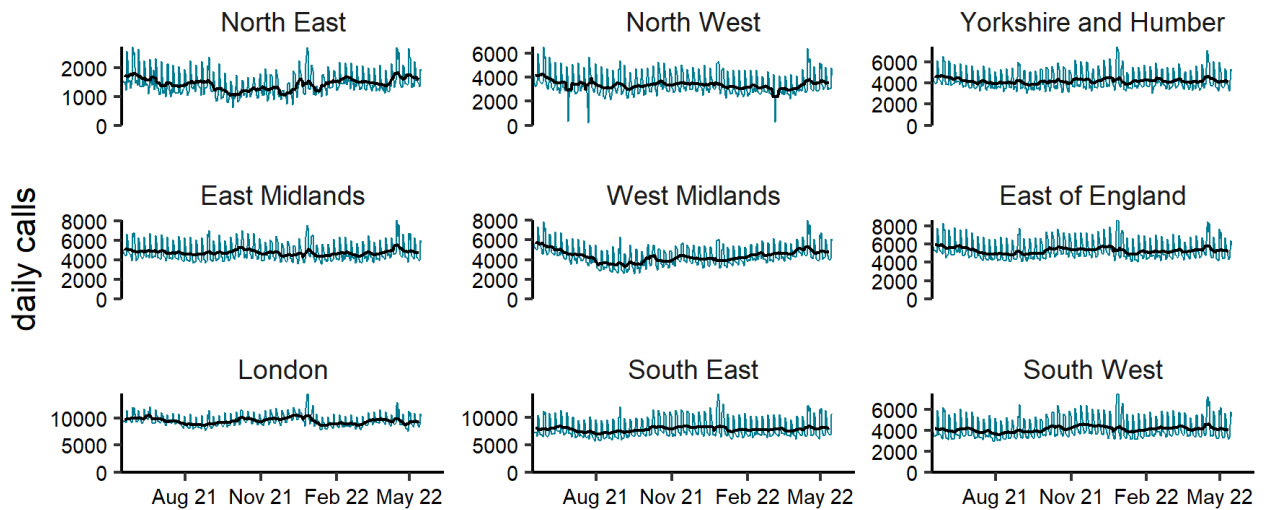 North East
North West
Yorkshire and Humber
2000
1000
0
6000
4000
2000
0
6000
4000
2000
0
daily calls
East Midlands
West Midlands
East of England
8000
6000
4000
2000
0
8000
6000
4000
2000
0
8000
6000
4000
2000
0
London
South East
South West
10000
5000
0
10000
5000
0
6000
4000
2000
0
Aug 21 Nov 21 Feb 22 May 22
Aug 21 Nov 21 Feb 22 May 22
Aug 21 Nov 21 Feb 22 May 22